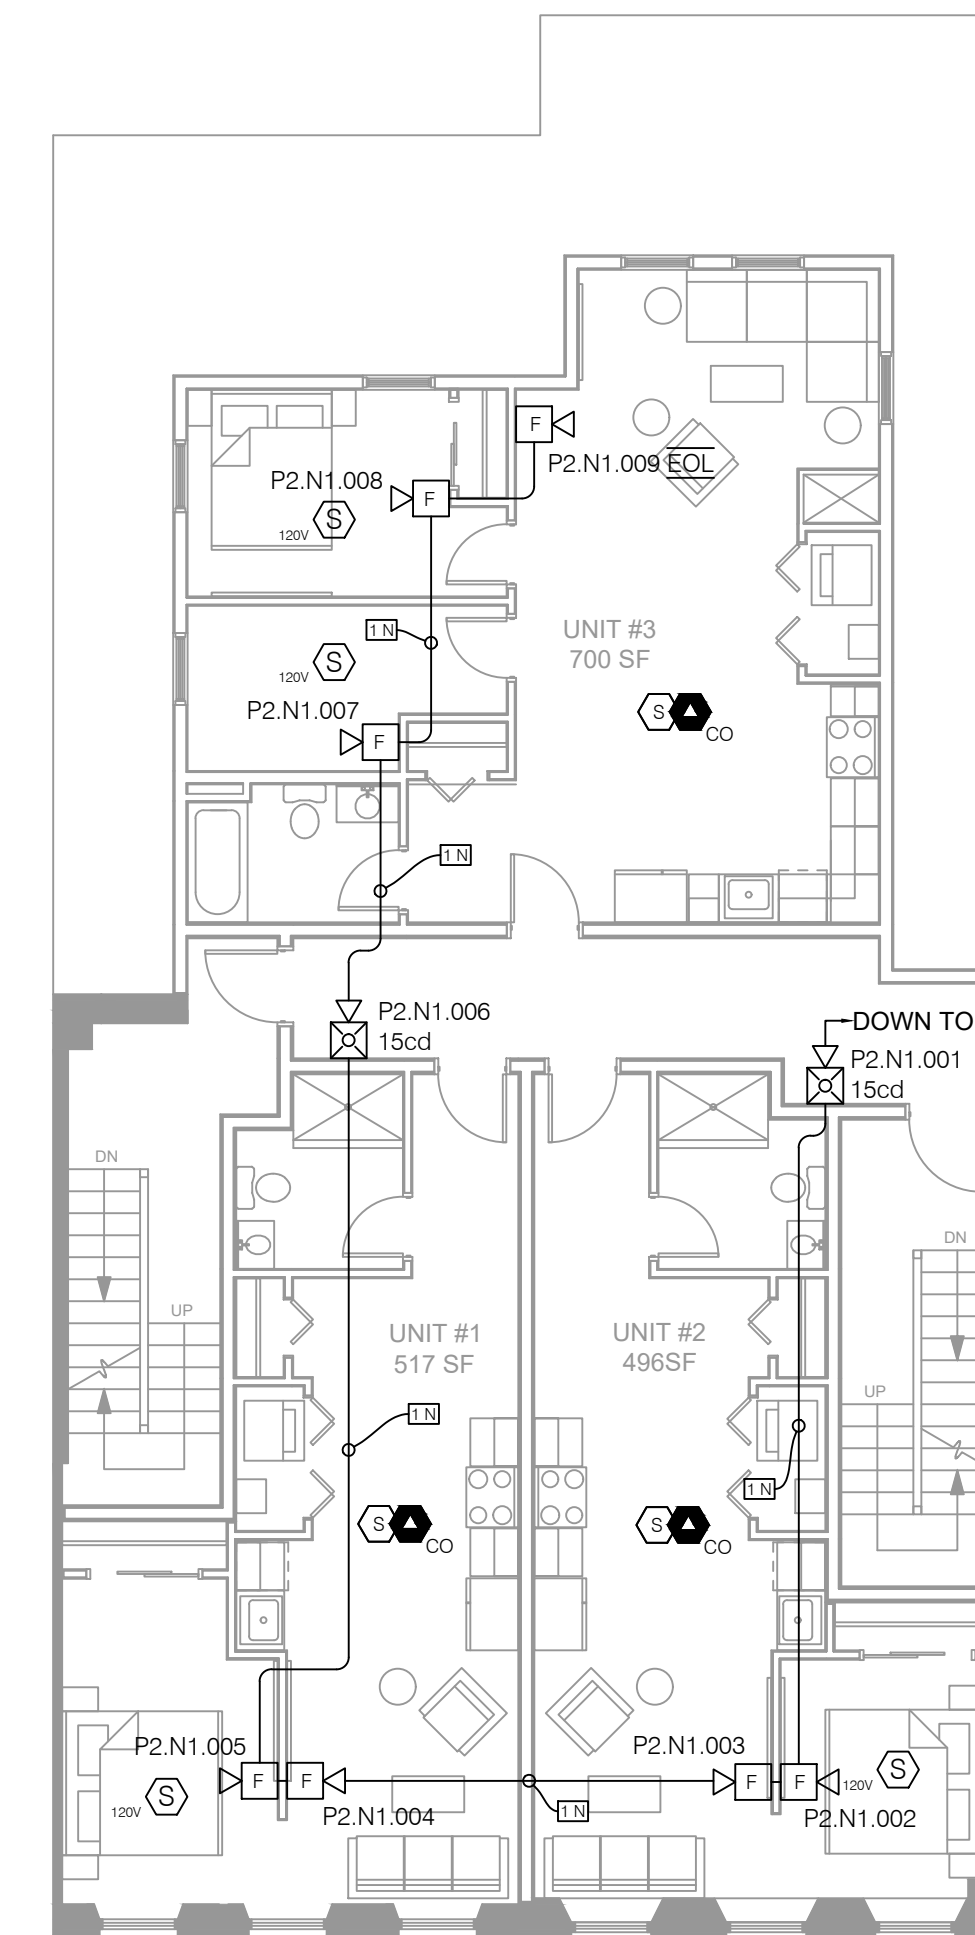 F
P2.N1.009 EOL
P2.N1.008
F
S
120V
1 N
UNIT #3
700 SF
S
120V
P2.N1.007
F
S
CO
1 N
P2.N1.006
15cd
DOWN TO
P2.N1.001
15cd
DN
UP
DN
UNIT #1
517 SF
UNIT #2
496SF
UP
1 N
1 N
S
CO
S
CO
P2.N1.005
P2.N1.003
F
F
F
F
S
120V
S
120V
P2.N1.004
1 N
P2.N1.002